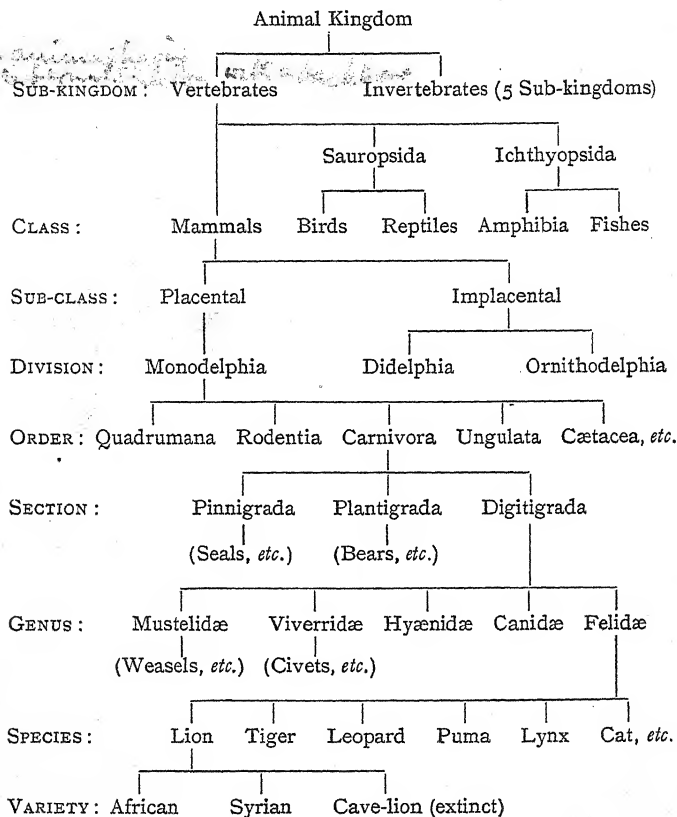 Animal Kingdom
SUB-KINGDOM: Vertebrates Invertebrates (5 Sub-kingdoms)
Sauropsida Ichthyopsida
CLASS: Mammals Birds Reptiles Amphibia Fishes
SUB-CLASS: Placental Implacental
DIVISION: Monodelphia Didelphia Ornithodelphia
ORDER: Quadrumana Rodentia Carnivora Ungulata Cætacea, etc.
SECTION: Pinnigrada Plantigrada Digitigrada
(Seals, etc.) (Bears, etc.)
GENUS: Mustelidæ Viverridæ Hyænidæ Canidæ Felidæ
(Weasels, etc.) (Civets, etc.)
SPECIES: Lion Tiger Leopard Puma Lynx Cat, etc.
VARIETY: African Syrian Cave-lion (extinct)